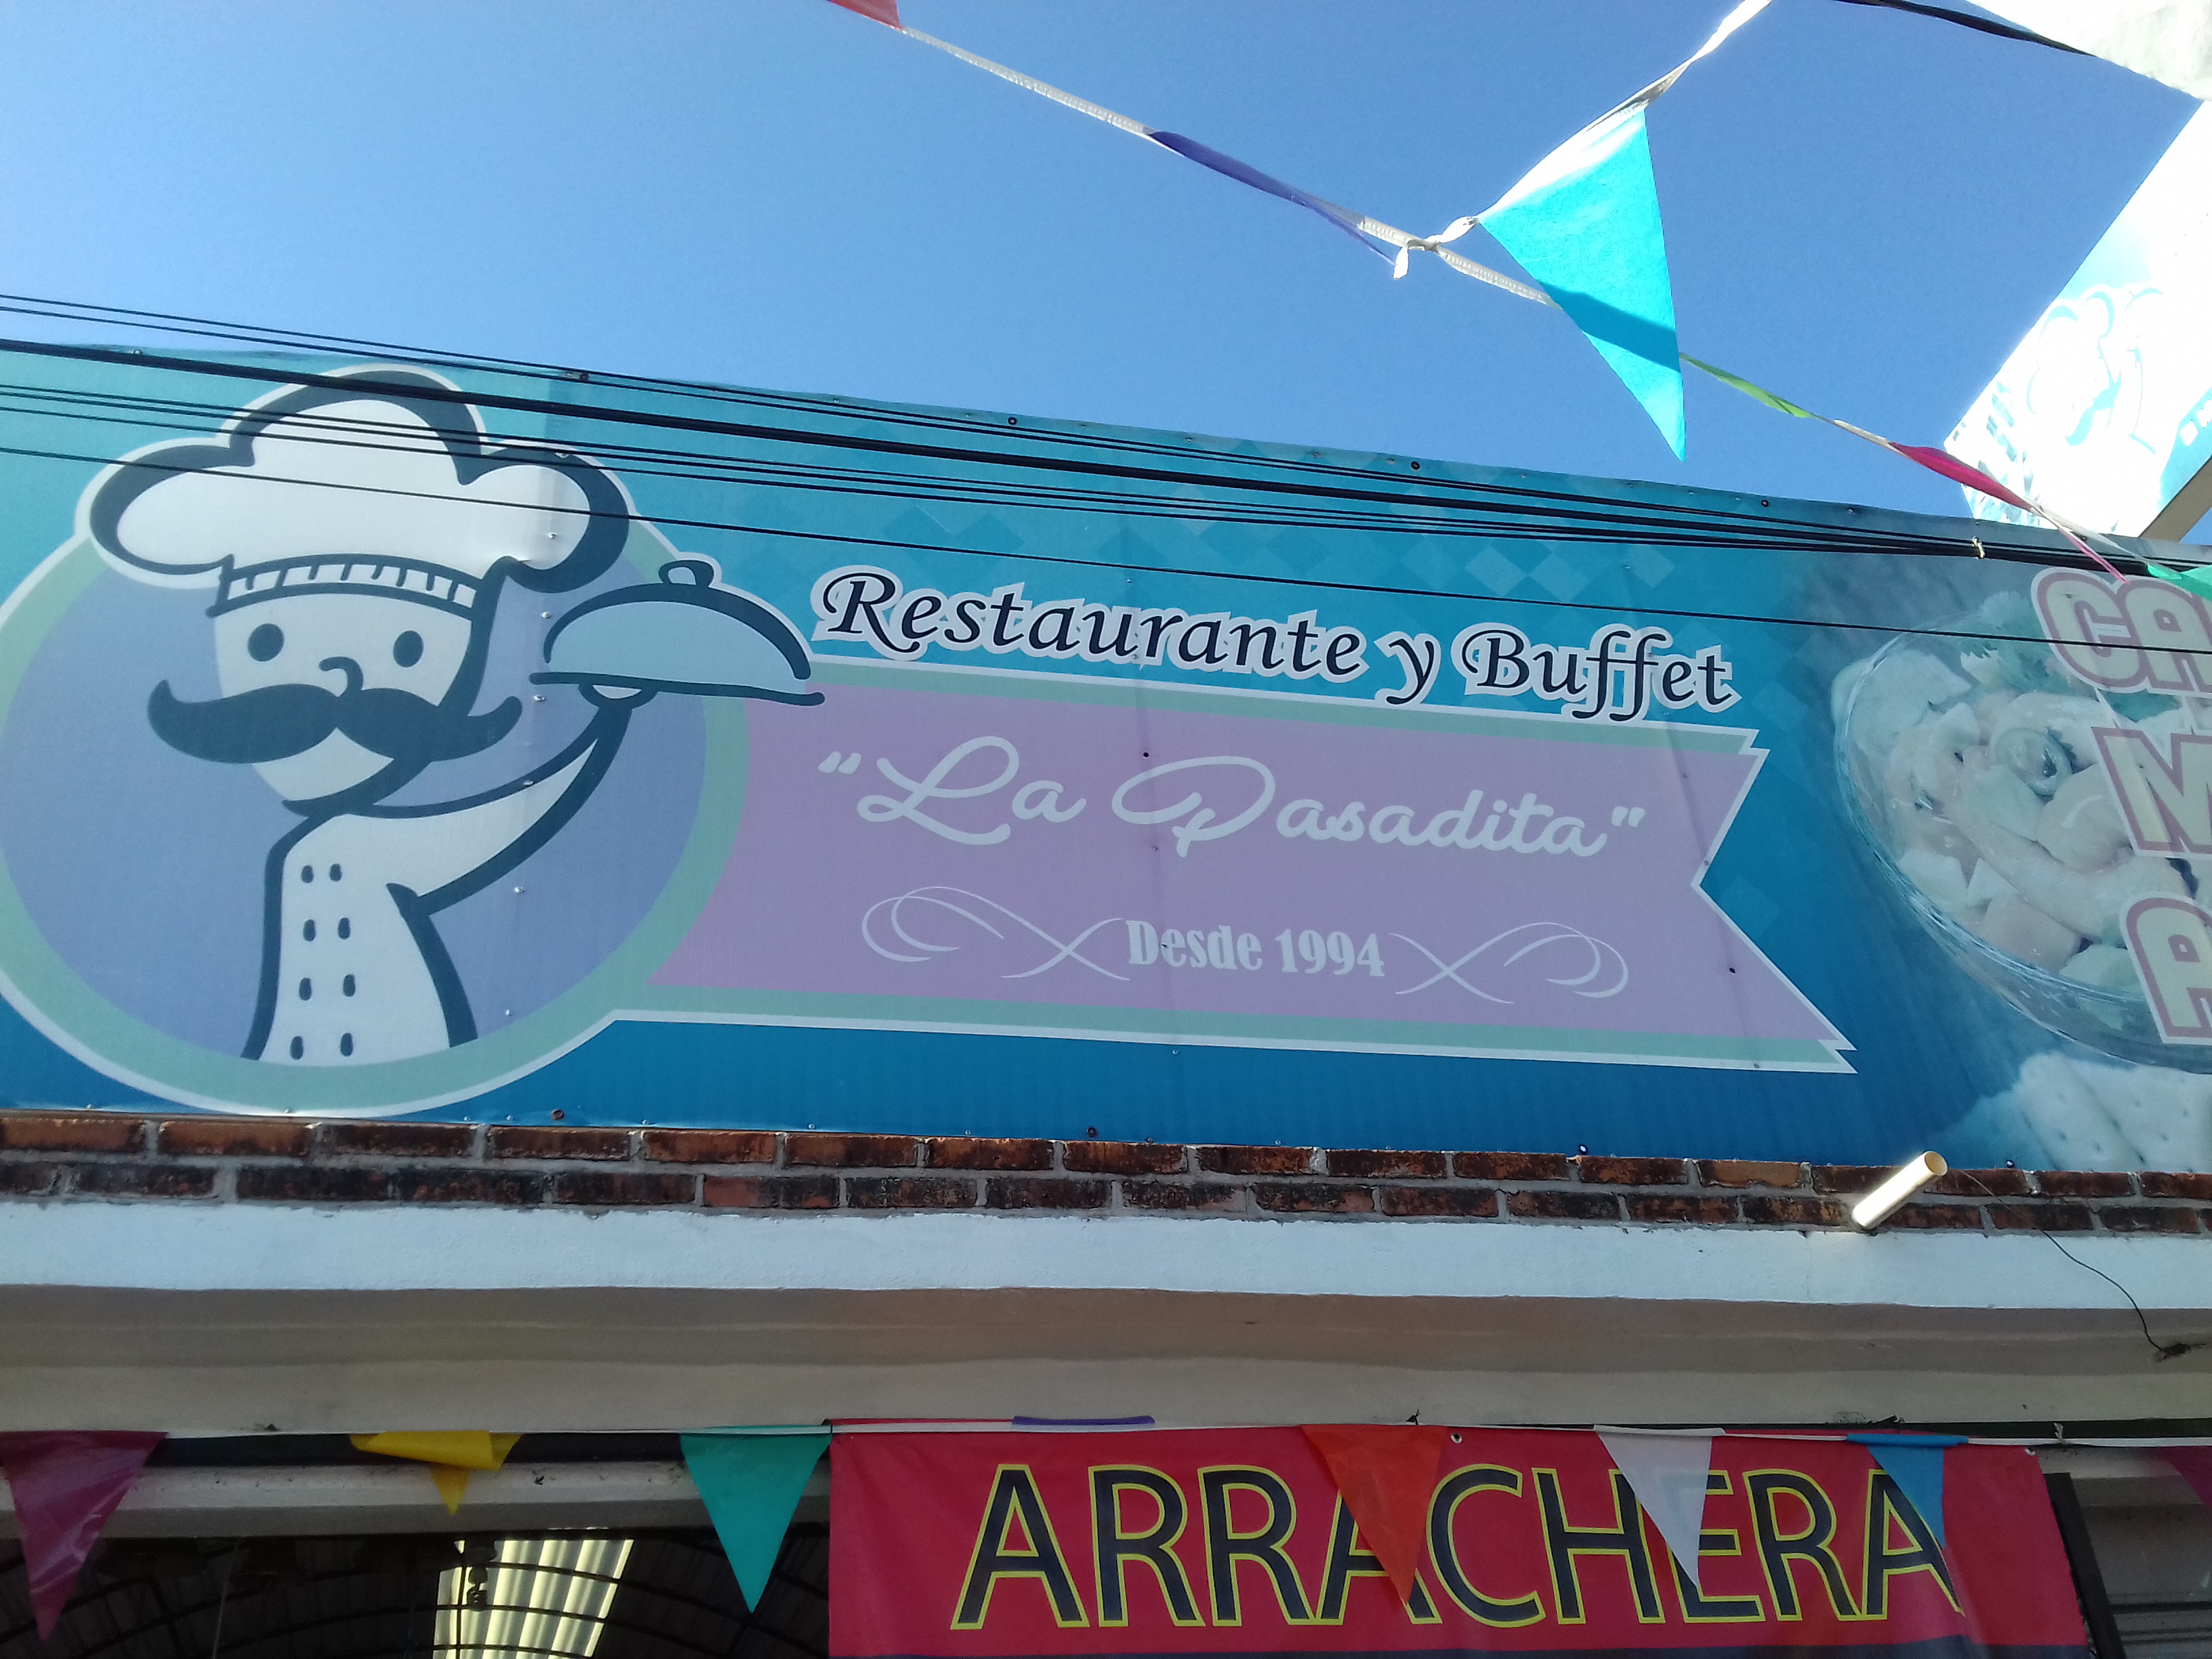 Restaurante y Buffet
"La Pasadita"
Desde 1994
ARRACHERA